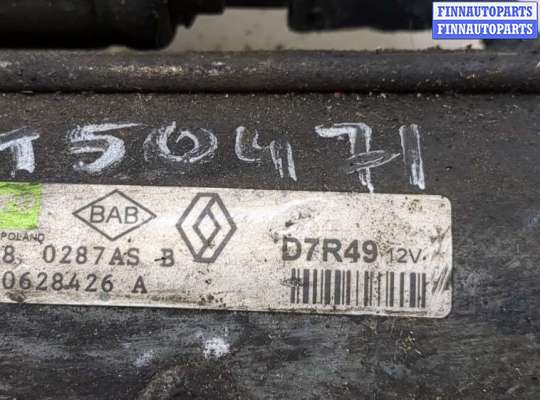 FINNAUTOPARTS
FINNAUTOPARTS
150471
BAB
POLAND
8 0287AS B
D7R49 12V
0628426 A